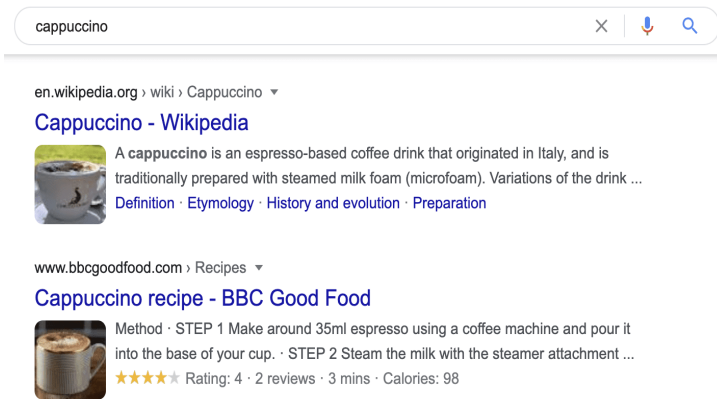 cappuccino
en.wikipedia.org › wiki › Cappuccino
Cappuccino - Wikipedia
A cappuccino is an espresso-based coffee drink that originated in Italy, and is
traditionally prepared with steamed milk foam (microfoam). Variations of the drink ...
Definition · Etymology · History and evolution · Preparation
www.bbcgoodfood.com › Recipes
Cappuccino recipe - BBC Good Food
Method · STEP 1 Make around 35ml espresso using a coffee machine and pour it
into the base of your cup. · STEP 2 Steam the milk with the steamer attachment ...
Rating: 4 · 2 reviews · 3 mins · Calories: 98